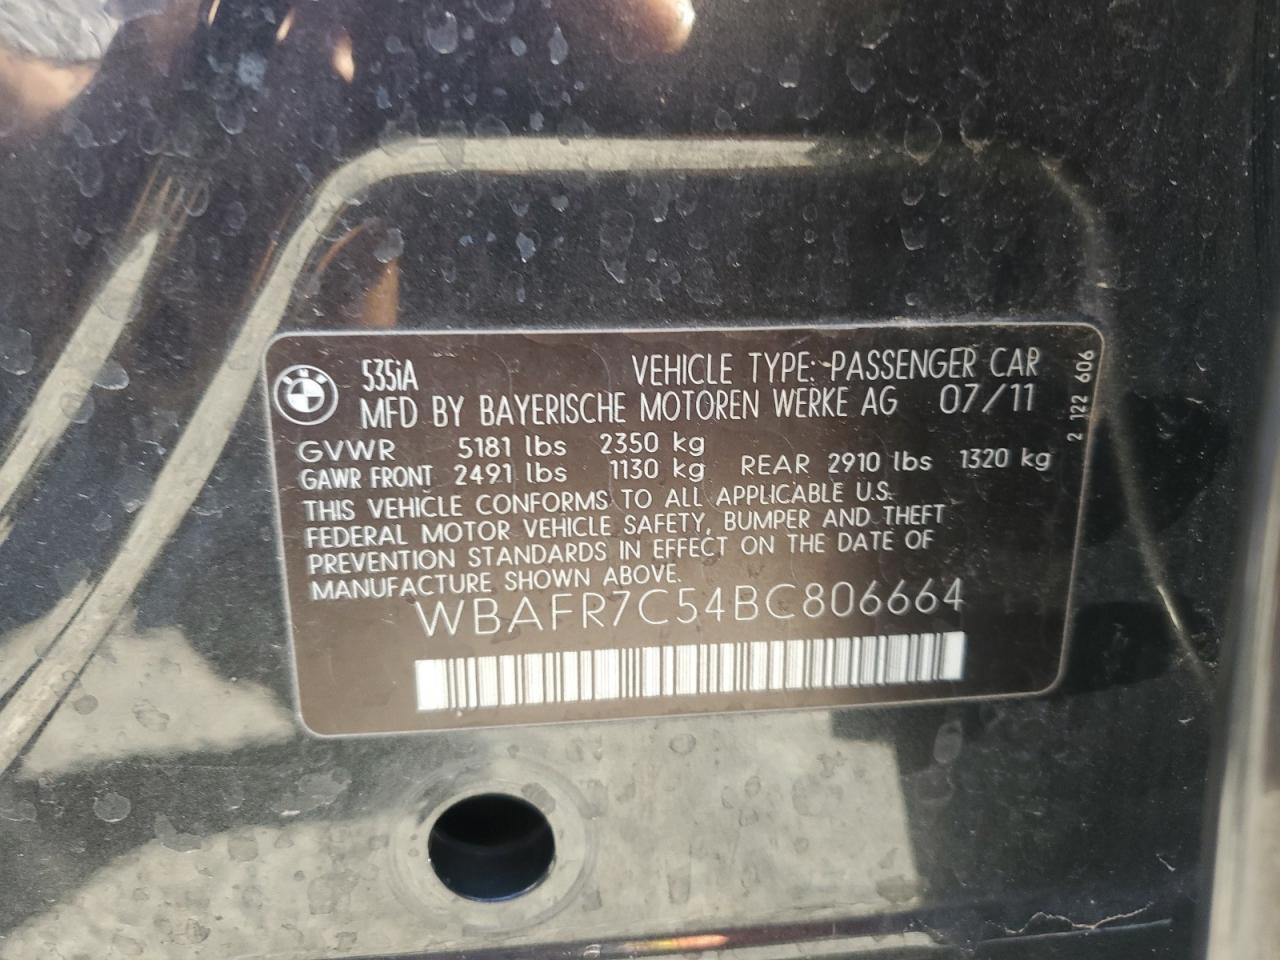 535iA VEHICLE TYPE: PASSENGER CAR
MFD BY BAYERISCHE MOTOREN WERKE AG 07/11
GVWR 5181 lbs 2350 kg
GAWR FRONT 2491 lbs 1130 kg REAR 2910 lbs 1320 kg
THIS VEHICLE CONFORMS TO ALL APPLICABLE U.S.
FEDERAL MOTOR VEHICLE SAFETY, BUMPER AND THEFT
PREVENTION STANDARDS IN EFFECT ON THE DATE OF
MANUFACTURE SHOWN ABOVE.
WBAFR7C54BC806664
2 122 606